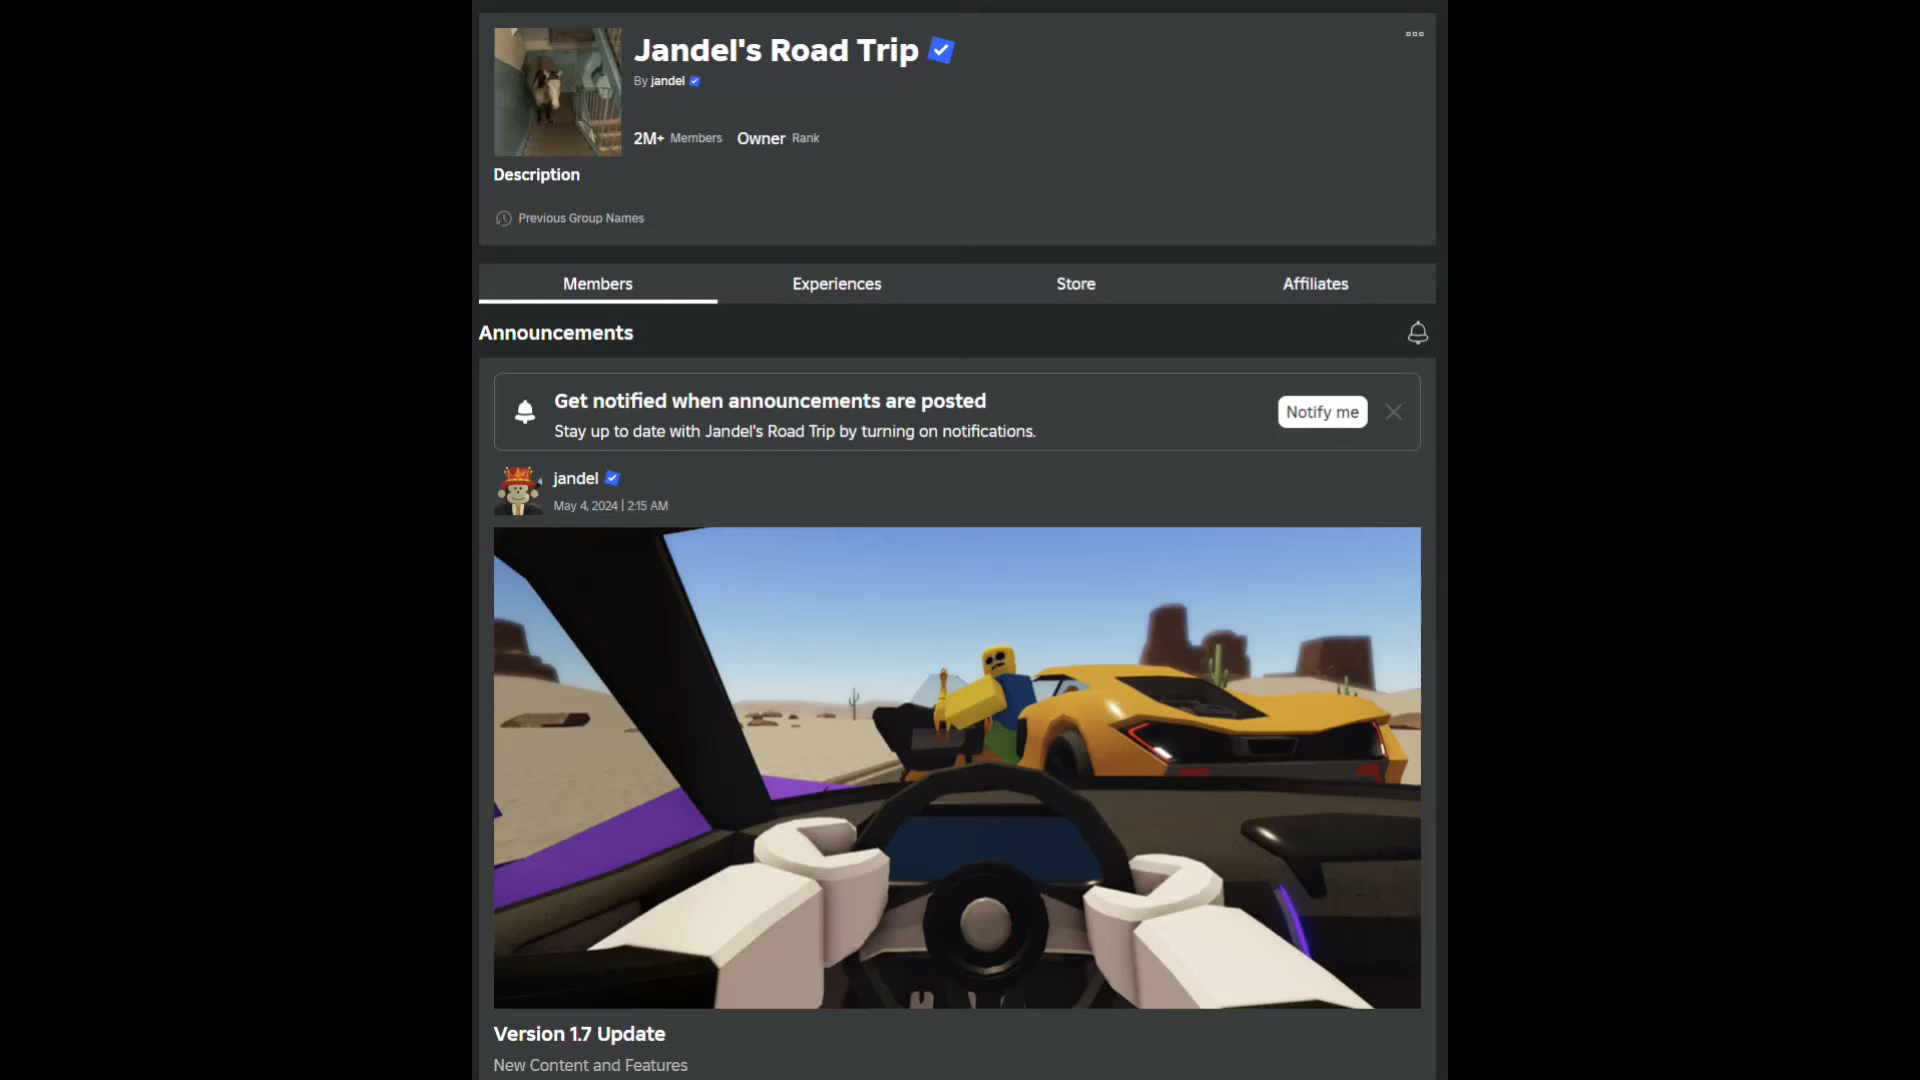 Jandel's Road Trip
By jandel
2M+ Members Owner Rank
Description
Previous Group Names
Members Experiences Store Affiliates
Announcements
Get notified when announcements are posted
Stay up to date with Jandel's Road Trip by turning on notifications.
Notify me
jandel
May 4, 2024 | 2:15 AM
Version 1.7 Update
New Content and Features